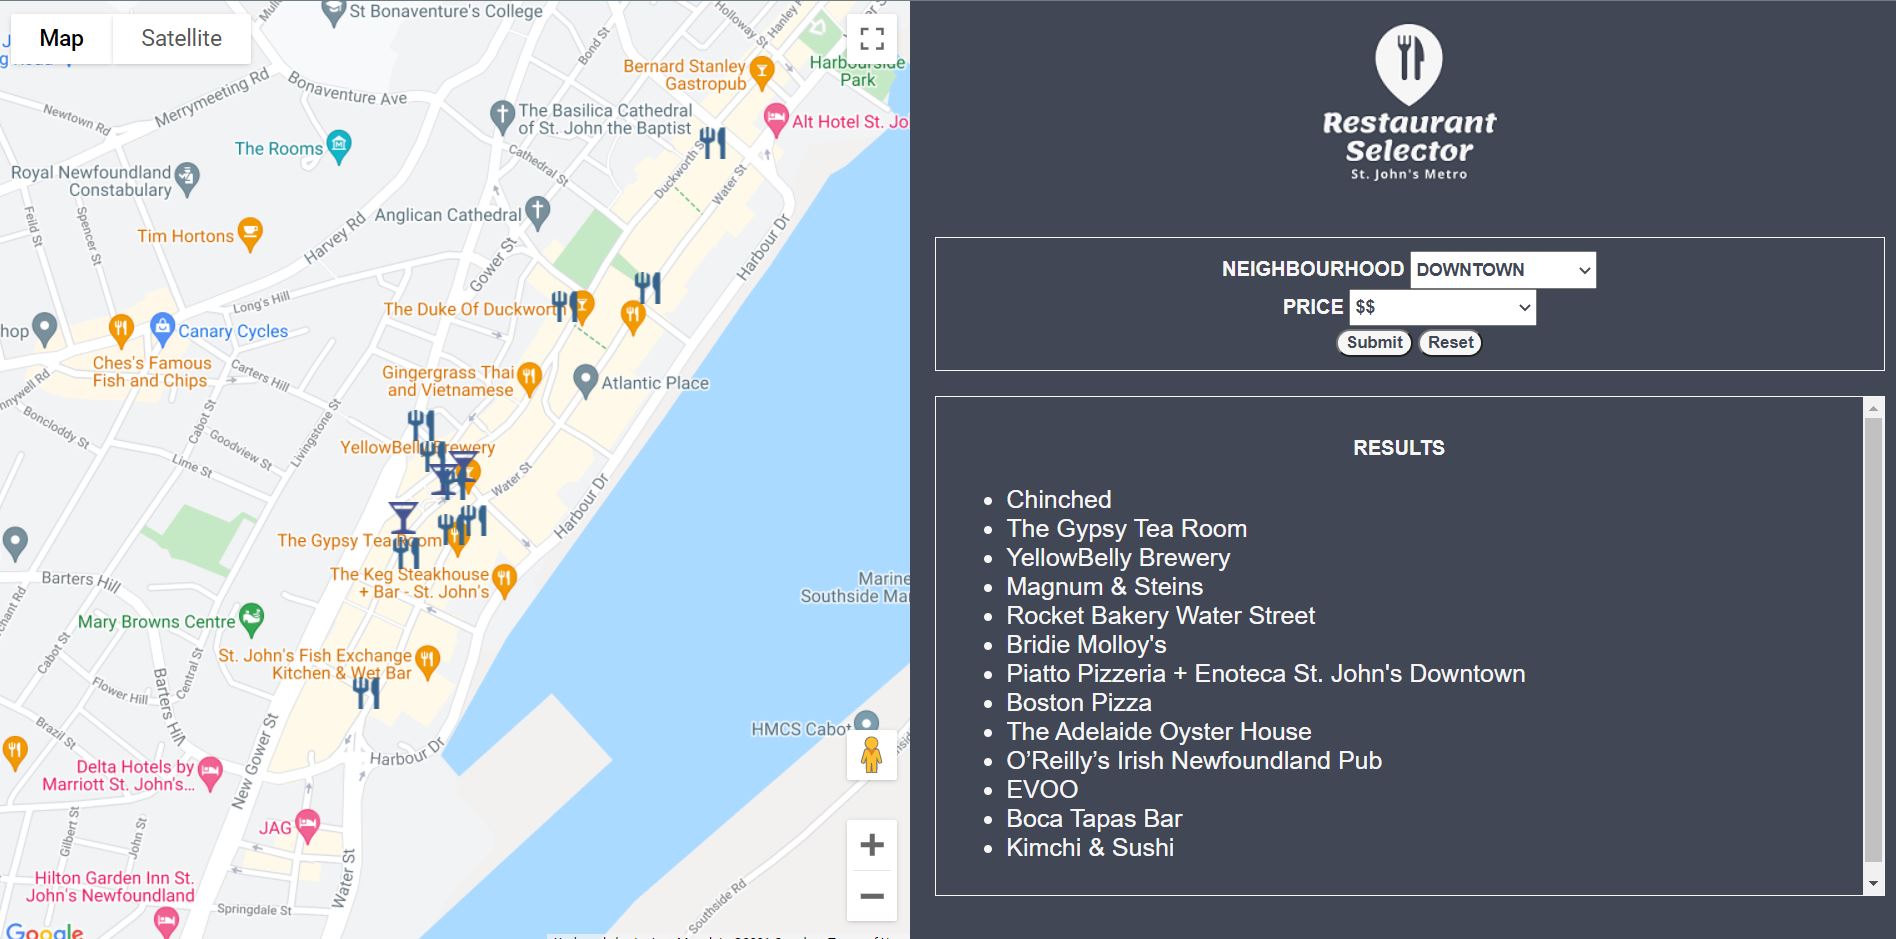 Map
Satellite
St Bonaventure's College
Holloway St
Hanley
Bond St
Bernard Stanley
Gastropub
Harbourside
Park
Merrymeeting Rd
Bonaventure Ave
Newtown Rd
The Basilica Cathedral
of St. John the Baptist
Alt Hotel St. Jo
The Rooms
Duckworth S
Cathedral St
Water St
Royal Newfoundland
Constabulary
Feild St
Spencer St
Anglican Cathedral
Tim Hortons
Harvey Rd
Gower St
Harbour Dr
Long's Hill
The Duke Of Duckworth
hop
Canary Cycles
Ches's Famous
Fish and Chips
Carters Hill
Gingergrass Thai
and Vietnamese
Atlantic Place
nnywell Rd
Boncloddy St
Cabot St
Goodview St
Livingstone St
Lime St
YellowBelly Brewery
Water St
Harbour Dr
The Gypsy Tea Room
The Keg Steakhouse
+ Bar - St. John's
Marine
Southside Ma
Barters Hill
rchant Rd
Mary Browns Centre
Cabot St
St. John's Fish Exchange
Kitchen & Wet Bar
Central St
Barters Hill
Flower Hill
Brazil St
HMCS Cabot
Harbour Dr
New Gower St
Delta Hotels by
Marriott St. John's...
JAG
Gilbert St
John St
Water St
Hilton Garden Inn St.
John's Newfoundland
Springdale St
Southside Rd
Google
Restaurant
Selector
St. John's Metro
NEIGHBOURHOOD DOWNTOWN
PRICE $$
Submit Reset
RESULTS
• Chinched
• The Gypsy Tea Room
• YellowBelly Brewery
• Magnum & Steins
• Rocket Bakery Water Street
• Bridie Molloy's
• Piatto Pizzeria + Enoteca St. John's Downtown
• Boston Pizza
• The Adelaide Oyster House
• O’Reilly’s Irish Newfoundland Pub
• EVOO
• Boca Tapas Bar
• Kimchi & Sushi